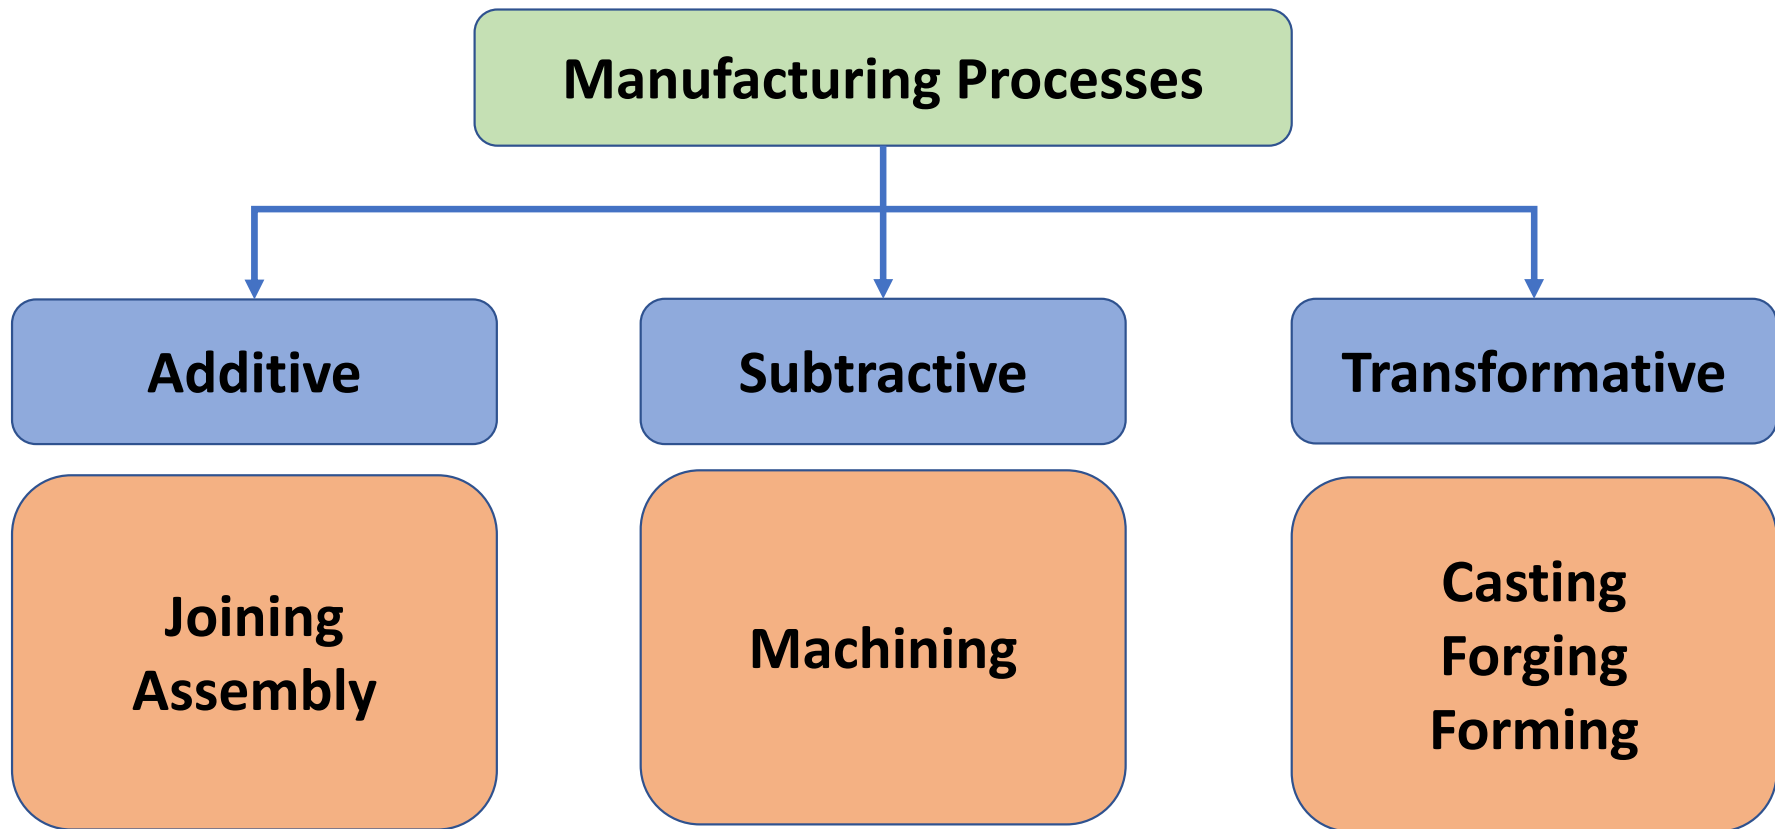 Manufacturing Processes
Additive
Subtractive
Transformative
Joining
Assembly
Machining
Casting
Forging
Forming